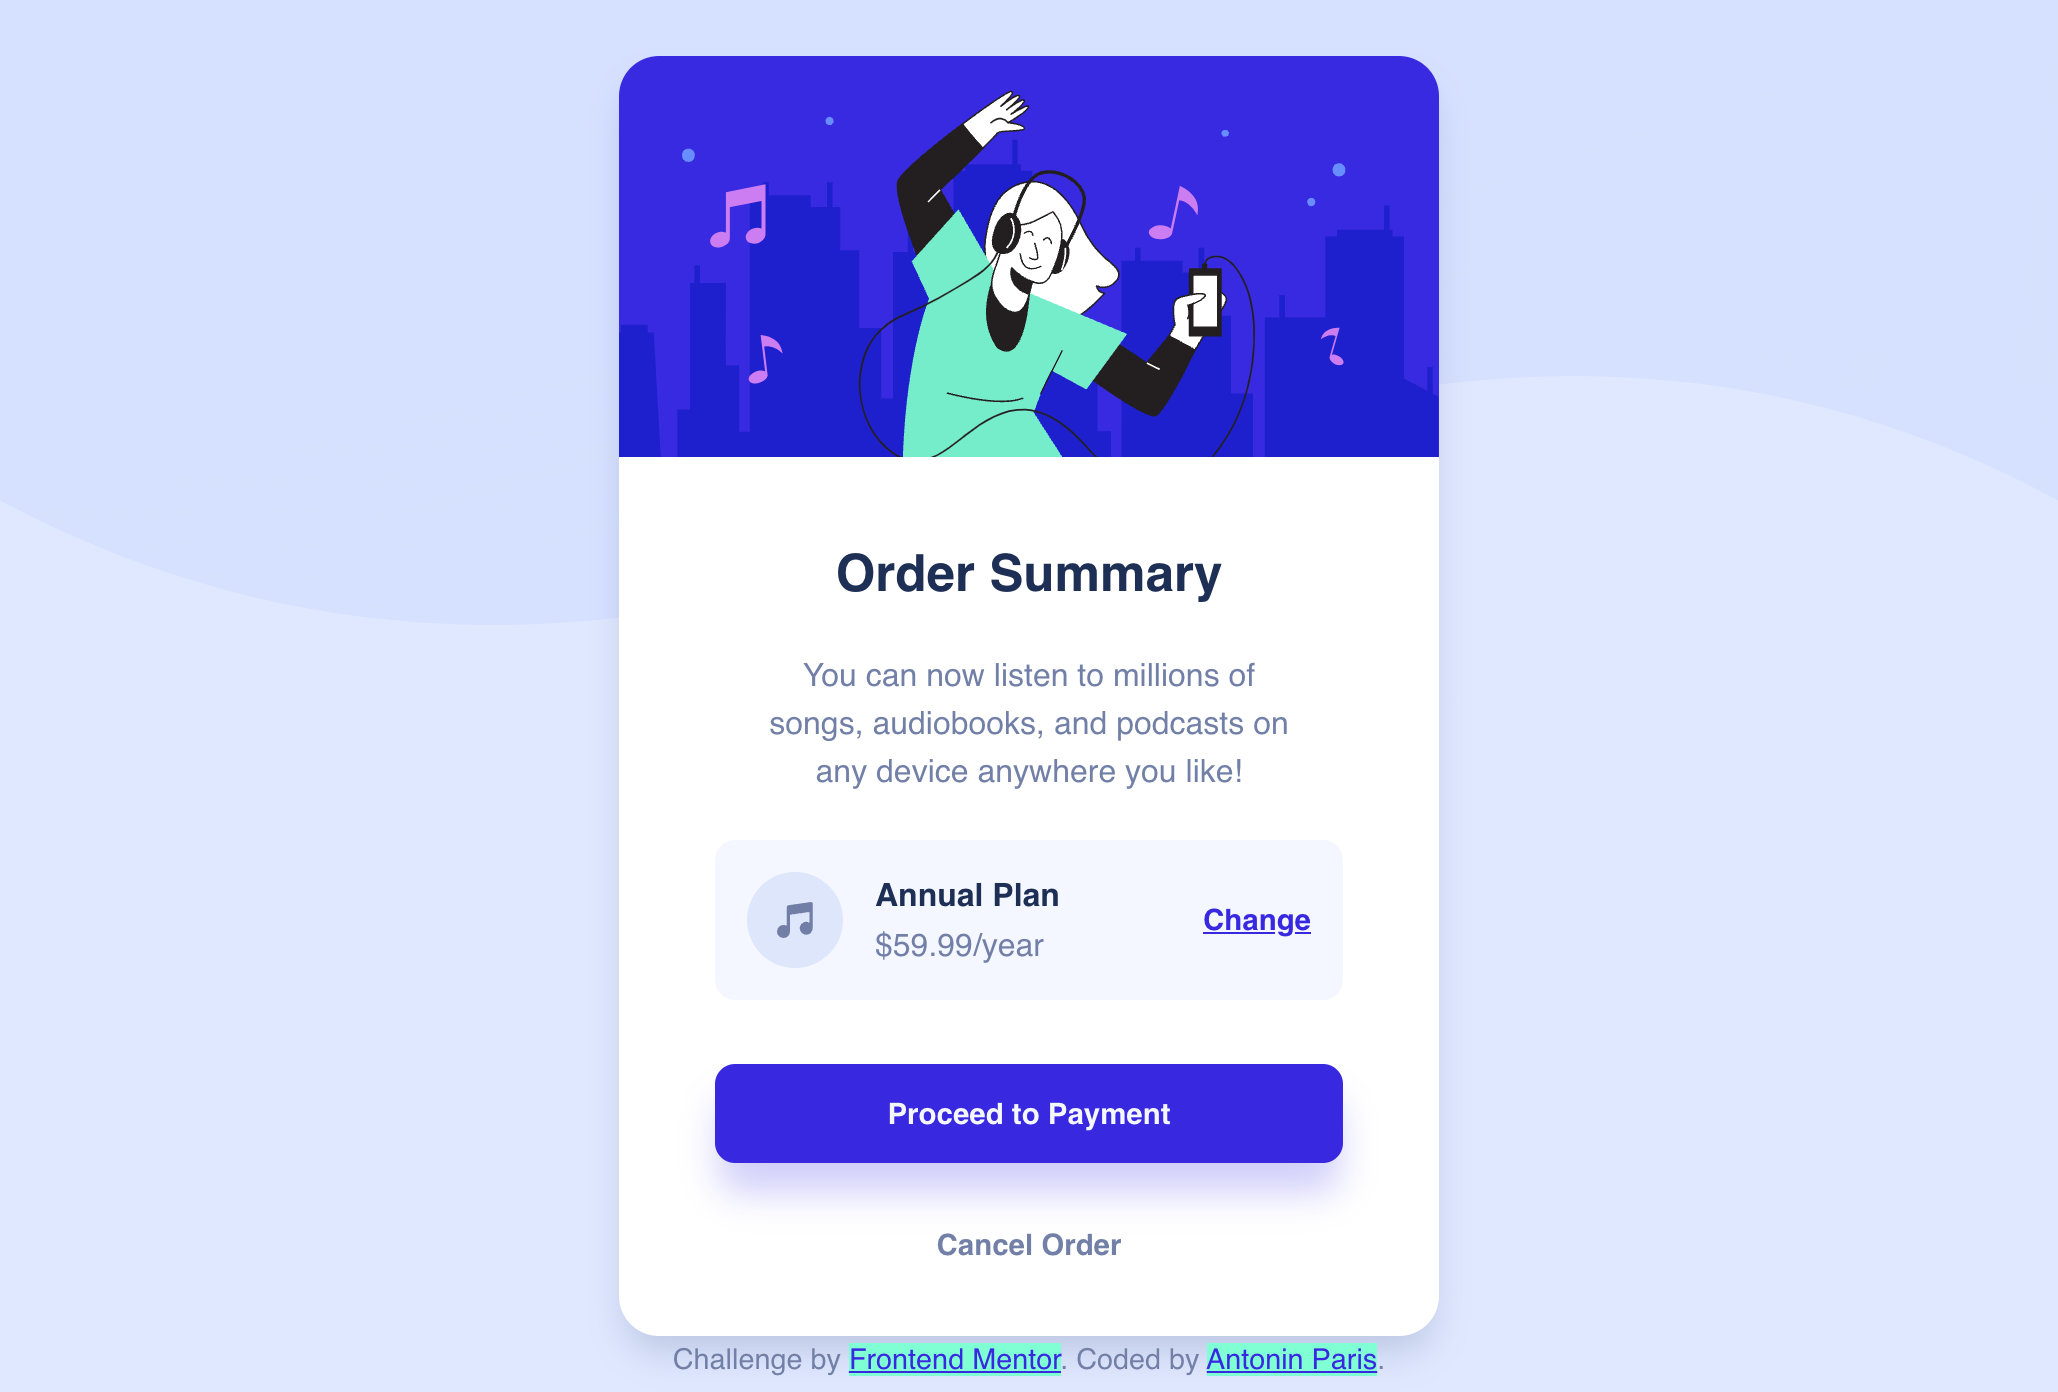 Order Summary
You can now listen to millions of
songs, audiobooks, and podcasts on
any device anywhere you like!
Annual Plan
$59.99/year
Change
Proceed to Payment
Cancel Order
Challenge by Frontend Mentor. Coded by Antonin Paris.